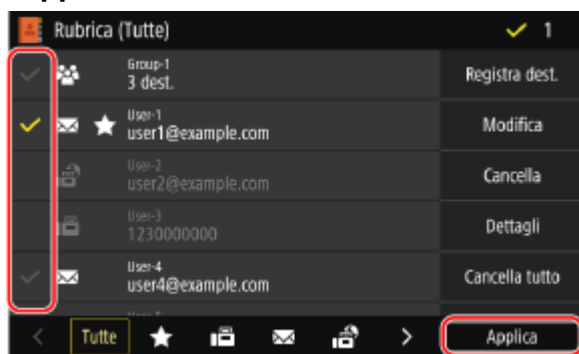 Rubrica (Tutte)
1
Group-1
3 dest.
Registra dest.
User-1
user1@example.com
Modifica
User-2
user2@example.com
Cancella
User-3
1230000000
Dettagli
User-4
user4@example.com
Cancella tutto
Tutte
Applica